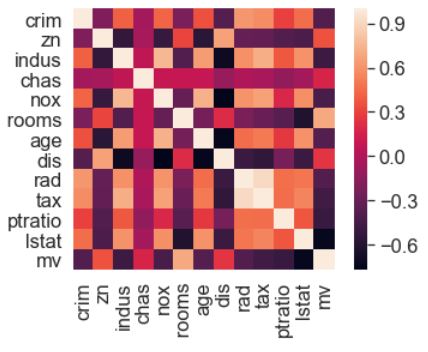 crim
zn
indus
chas
nox
rooms
age
dis
rad
tax
ptratio
lstat
mv
crim
zn
indus
chas
nox
rooms
age
dis
rad
tax
ptratio
lstat
mv
0.9
0.6
0.3
0.0
−0.3
−0.6